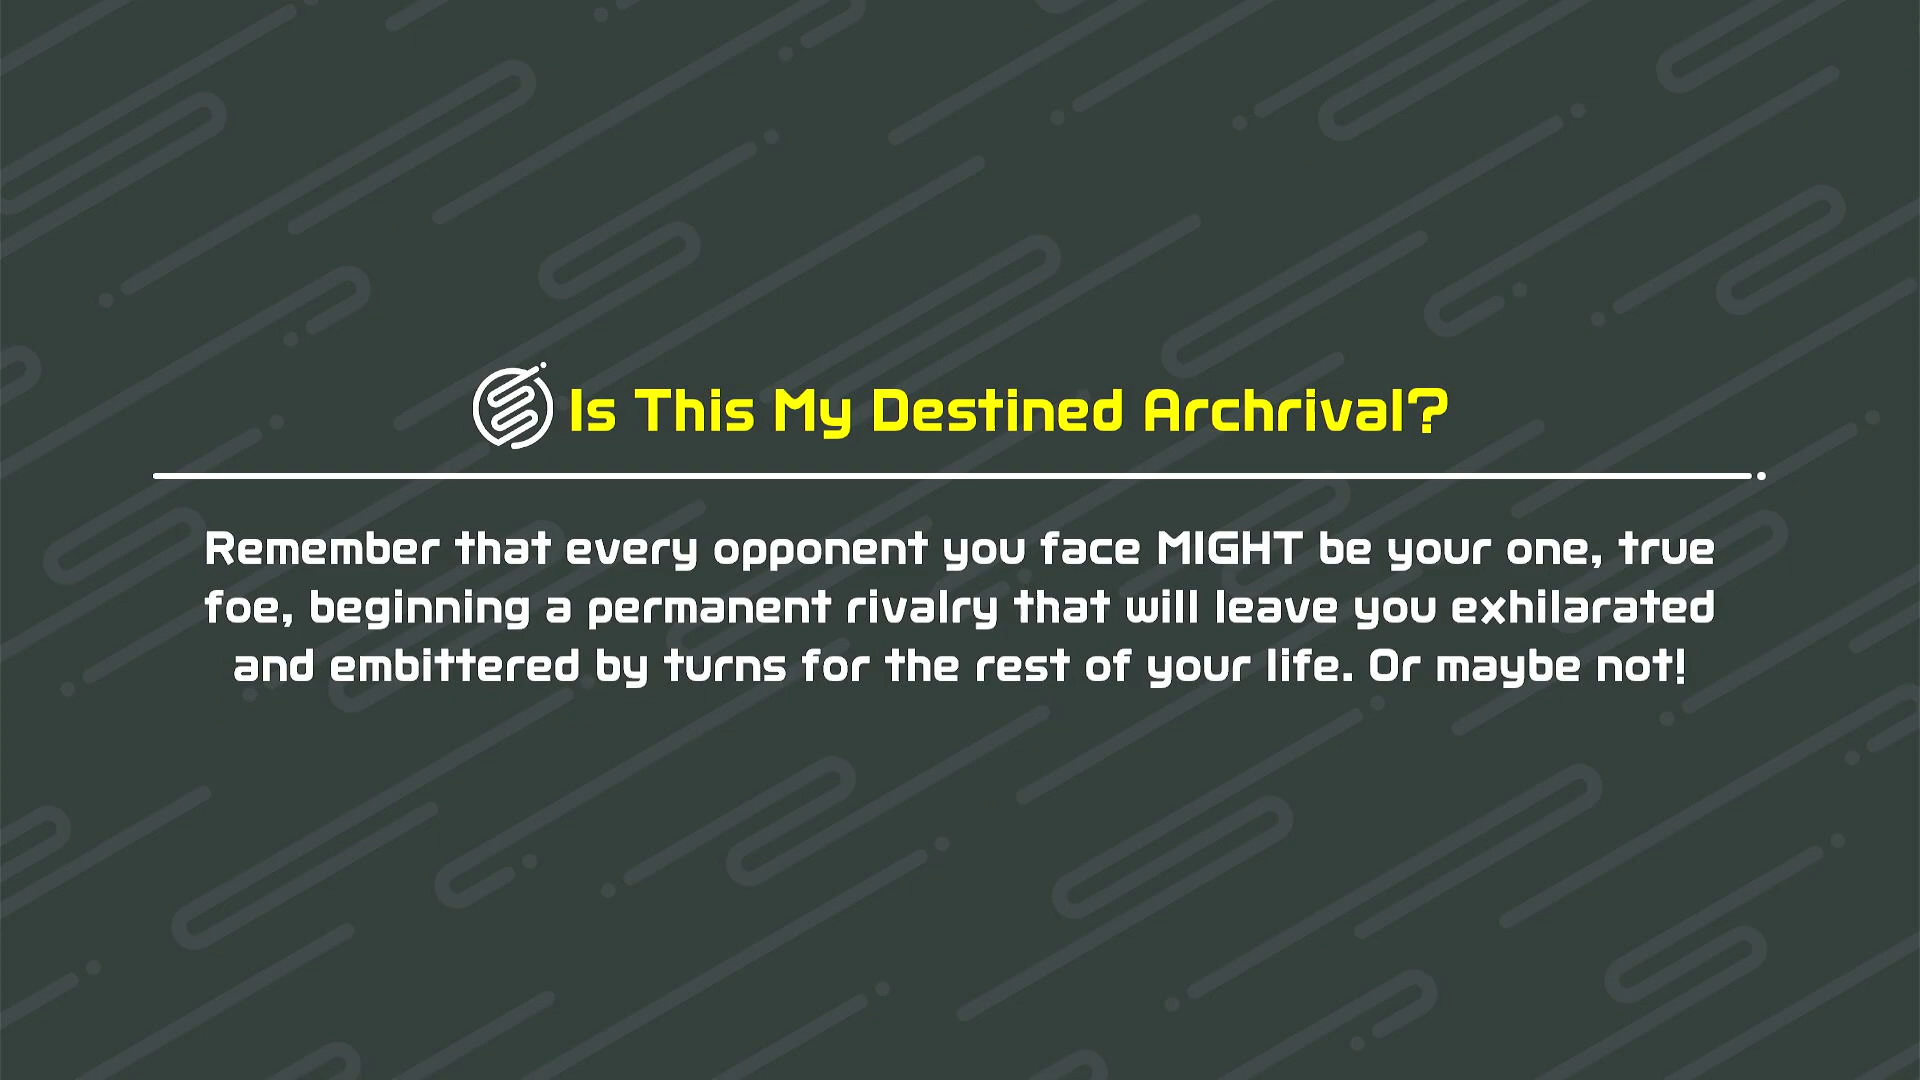 Is This My Destined Archrival?
Remember that every opponent you face MIGHT be your one, true
foe, beginning a permanent rivalry that will leave you exhilarated
and embittered by turns for the rest of your life. Or maybe not!